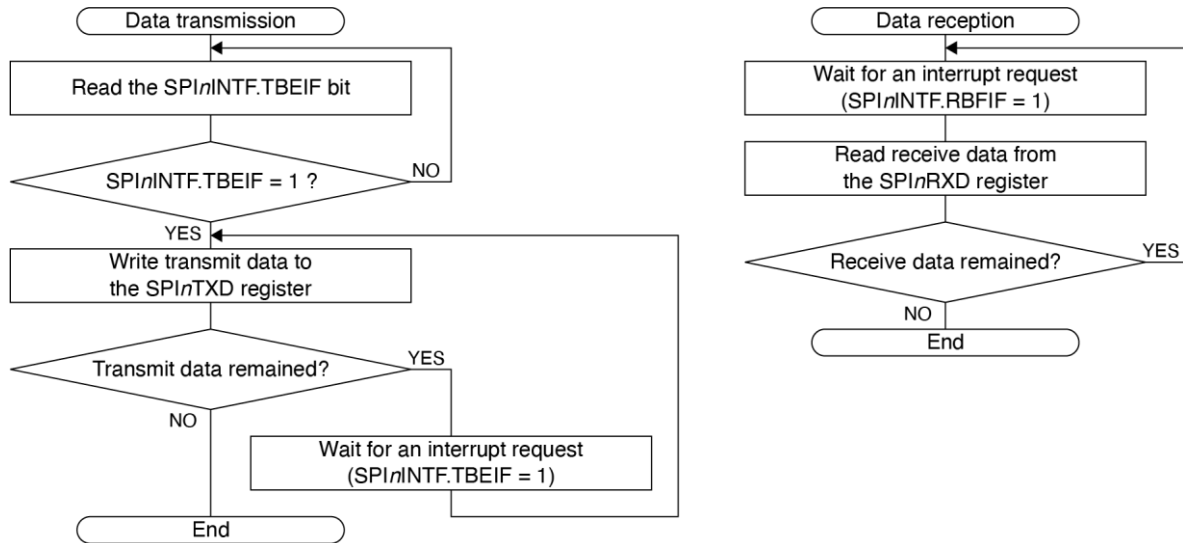 Data transmission
Read the SPInINTF.TBEIF bit
SPInINTF.TBEIF = 1 ?
NO
YES
Write transmit data to
the SPInTXD register
Transmit data remained?
YES
NO
Wait for an interrupt request
(SPInINTF.TBEIF = 1)
End
Data reception
Wait for an interrupt request
(SPInINTF.RBFIF = 1)
Read receive data from
the SPInRXD register
Receive data remained?
YES
NO
End